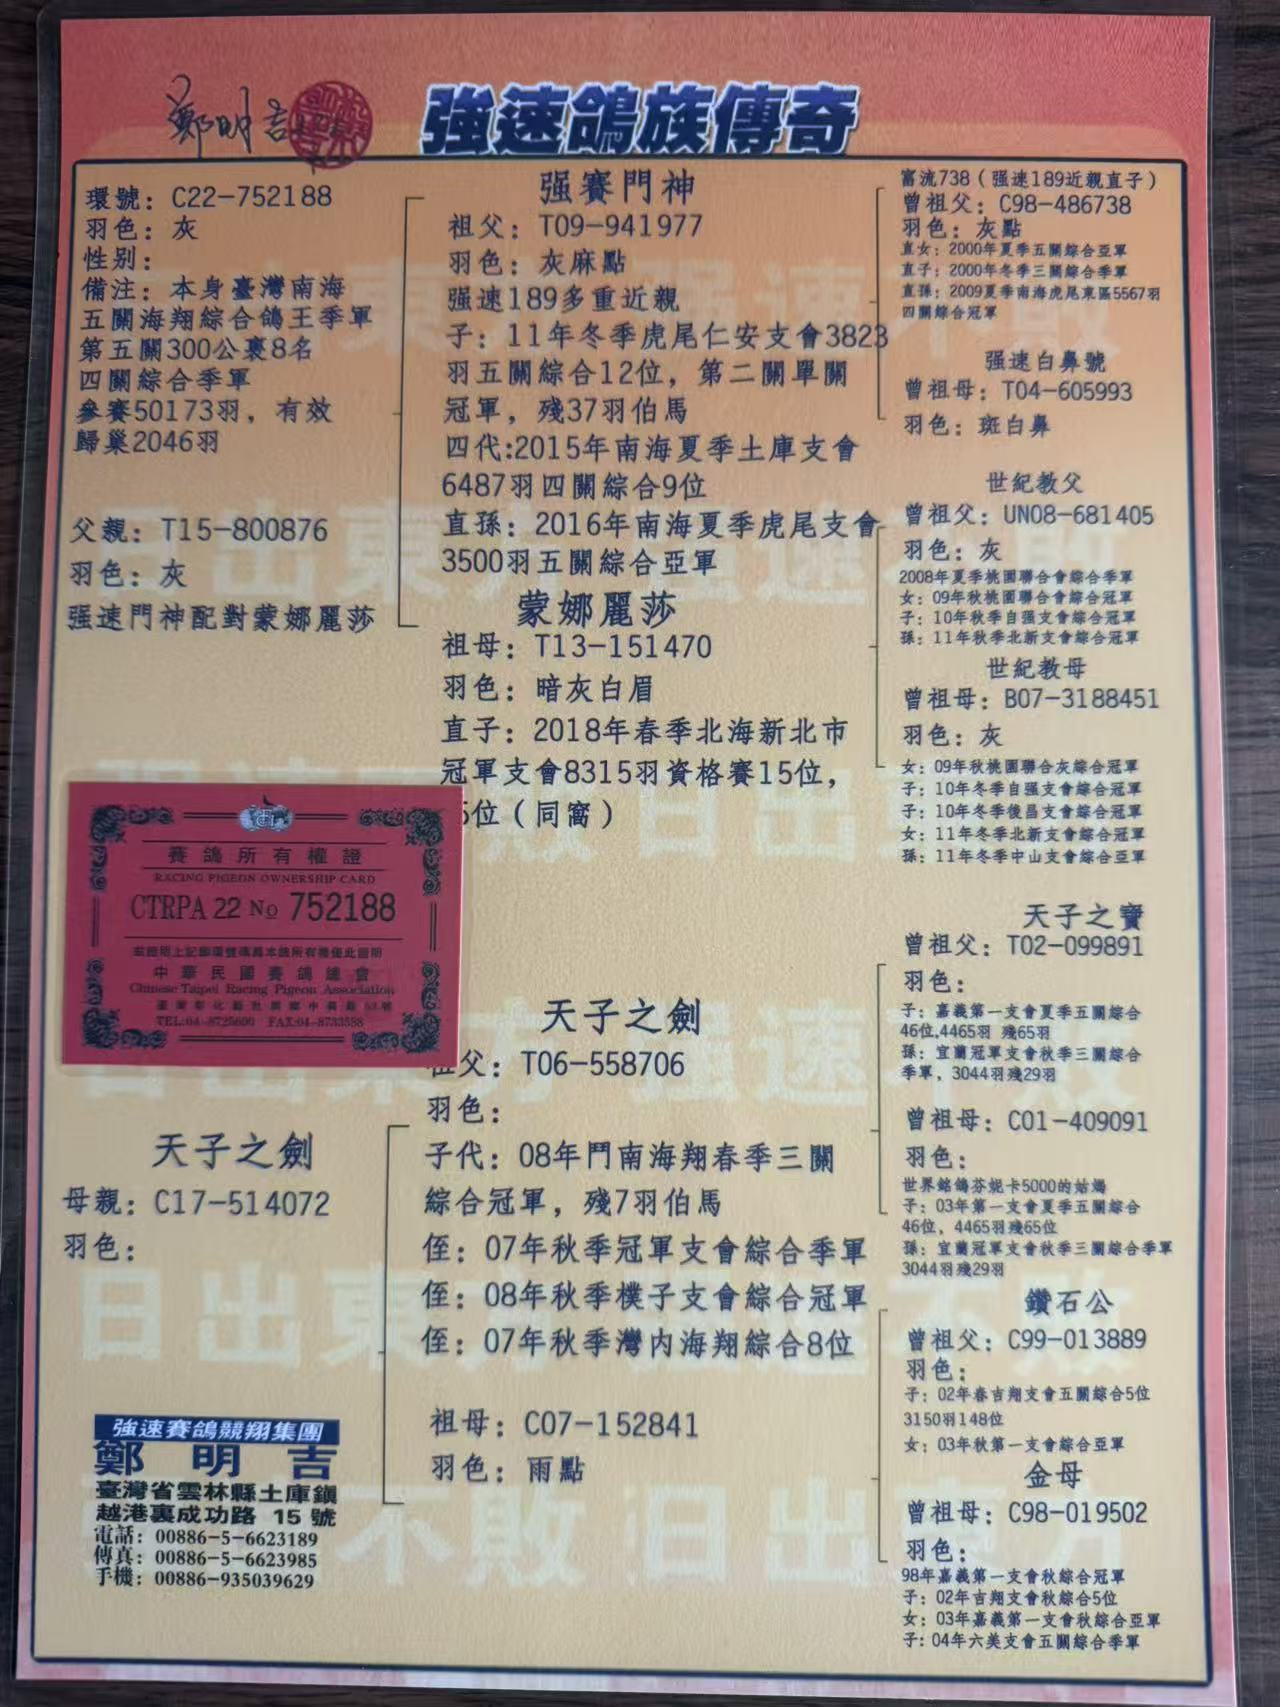 鄭明吉
強速鴿族傳奇
環號：C22-752188
羽色：灰
性别：
備注：本身臺灣南海
五關海翔綜合鴿王季軍
第五關300公裏8名
四關綜合季軍
參賽50173羽，有效
歸巢2046羽
父親：T15-800876
羽色：灰
强速門神配對蒙娜麗莎
賽鴿所有權證
RACING PIGEON OWNERSHIP CARD
CTRPA 22 No 752188
茲證明上記腳環號碼為本鴿所有權僅此證明
中華民國賽鴿總會
Chinese Taipei Racing Pigeon Association
TEL:04-8725600 FAX:04-8733588
天子之劍
母親：C17-514072
羽色：
強速賽鴿競翔集團
鄭明吉
臺灣省雲林縣土庫鎮
越港裏成功路 15 號
電話：00886-5-6623189
傳真：00886-5-6623985
手機：00886-935039629
强賽門神
祖父：T09-941977
羽色：灰麻點
强速189多重近親
子：11年冬季虎尾仁安支會3823
羽五關綜合12位，第二關單關
冠軍，殘37羽伯馬
四代:2015年南海夏季土庫支會
6487羽四關綜合9位
直孫：2016年南海夏季虎尾支會
3500羽五關綜合亞軍
蒙娜麗莎
祖母：T13-151470
羽色：暗灰白眉
直子：2018年春季北海新北市
冠軍支會8315羽資格賽15位，
位（同窩）
天子之劍
祖父：T06-558706
羽色：
子代：08年門南海翔春季三關
綜合冠軍，殘7羽伯馬
侄：07年秋季冠軍支會綜合季軍
侄：08年秋季樸子支會綜合冠軍
侄：07年秋季灣内海翔綜合8位
祖母：C07-152841
羽色：雨點
富流738（强速189近親直子）
曾祖父：C98-486738
羽色：灰點
直女：2000年夏季五關綜合亞軍
直子：2000年冬季三關綜合季軍
直孫：2009夏季南海虎尾東區5567羽
四關綜合冠軍
强速白鼻號
曾祖母：T04-605993
羽色：斑白鼻
世紀教父
曾祖父：UN08-681405
羽色：灰
2008年夏季桃園聯合會綜合季軍
女：09年秋桃園聯合會綜合冠軍
子：10年秋季自强支會綜合冠軍
孫：11年秋季北新支會綜合冠軍
世紀教母
曾祖母：B07-3188451
羽色：灰
女：09年秋桃園聯合灰綜合冠軍
子：10年冬季自强支會綜合冠軍
子：10年冬季後昌支會綜合冠軍
女：11年冬季北新支會綜合冠軍
孫：11年冬季中山支會綜合亞軍
天子之寶
曾祖父：T02-099891
羽色：
子：嘉義第一支會夏季五關綜合
46位,4465羽 殘65羽
孫：宜蘭冠軍支會秋季三關綜合
季軍，3044羽殘29羽
曾祖母：C01-409091
羽色：
世界銘鴿芬妮卡5000的姑媽
子：03年第一支會夏季五關綜合
46位，4465羽殘65位
孫：宜蘭冠軍支會秋季三關綜合季軍
3044羽殘29羽
鑽石公
曾祖父：C99-013889
羽色：
子：02年春吉翔支會五關綜合5位
3150羽148位
女：03年秋第一支會綜合亞軍
金母
曾祖母：C98-019502
羽色：
98年嘉義第一支會秋綜合冠軍
子：02年吉翔支會秋綜合5位
女：03年嘉義第一支會秋綜合亞軍
子：04年六美支會五關綜合季軍